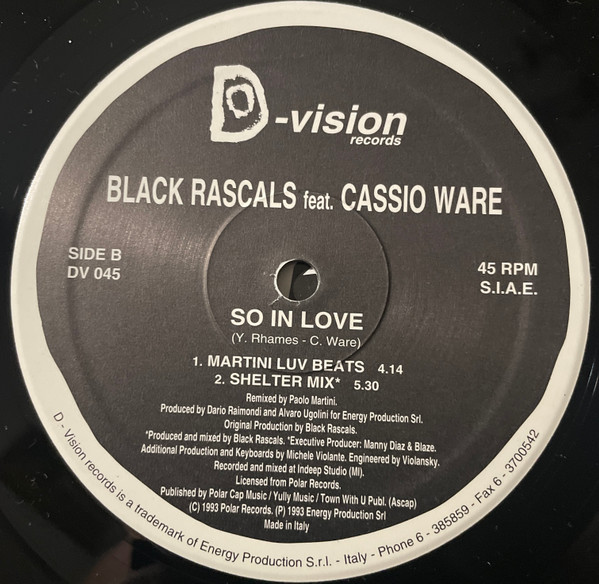 D-vision
records
BLACK RASCALS feat. CASSIO WARE
SIDE B
DV 045
45 RPM
S.I.A.E.
SO IN LOVE
(Y. Rhames - C. Ware)
1. MARTINI LUV BEATS 4.14
2. SHELTER MIX* 5.30
Remixed by Paolo Martini.
Produced by Dario Raimondi and Alvaro Ugolini for Energy Production Srl.
Original Production by Black Rascals.
*Produced and mixed by Black Rascals. *Executive Producer: Manny Diaz & Blaze.
Additional Production and Keyboards by Michele Violante. Engineered by Violansky.
Recorded and mixed at Indeep Studio (MI).
Licensed from Polar Records.
Published by Polar Cap Music / Yully Music / Town With U Publ. (Ascap)
(C) 1993 Polar Records. (P) 1993 Energy Production Srl
Made in Italy
D - Vision records is a trademark of Energy Production S.r.l. - Italy - Phone 6 - 385859 - Fax 6 - 3700542